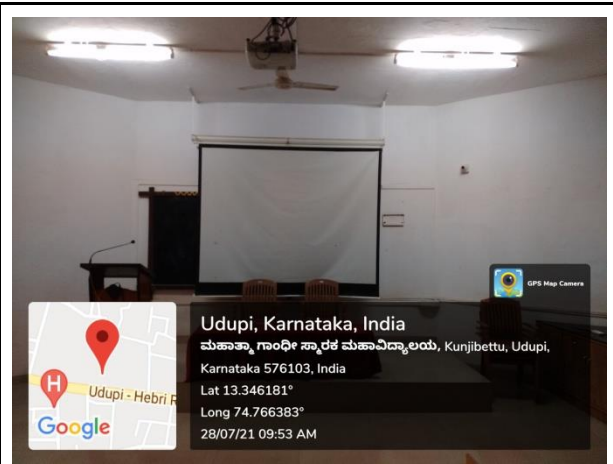 GPS Map Camera
Udupi, Karnataka, India
ಮಹಾತ್ಮಾ ಗಾಂಧೀ ಸ್ಮಾರಕ ಮಹಾವಿದ್ಯಾಲಯ, Kunjibettu, Udupi,
Karnataka 576103, India
Lat 13.346181°
Long 74.766383°
28/07/21 09:53 AM
H
Udupi - Hebri R
Google